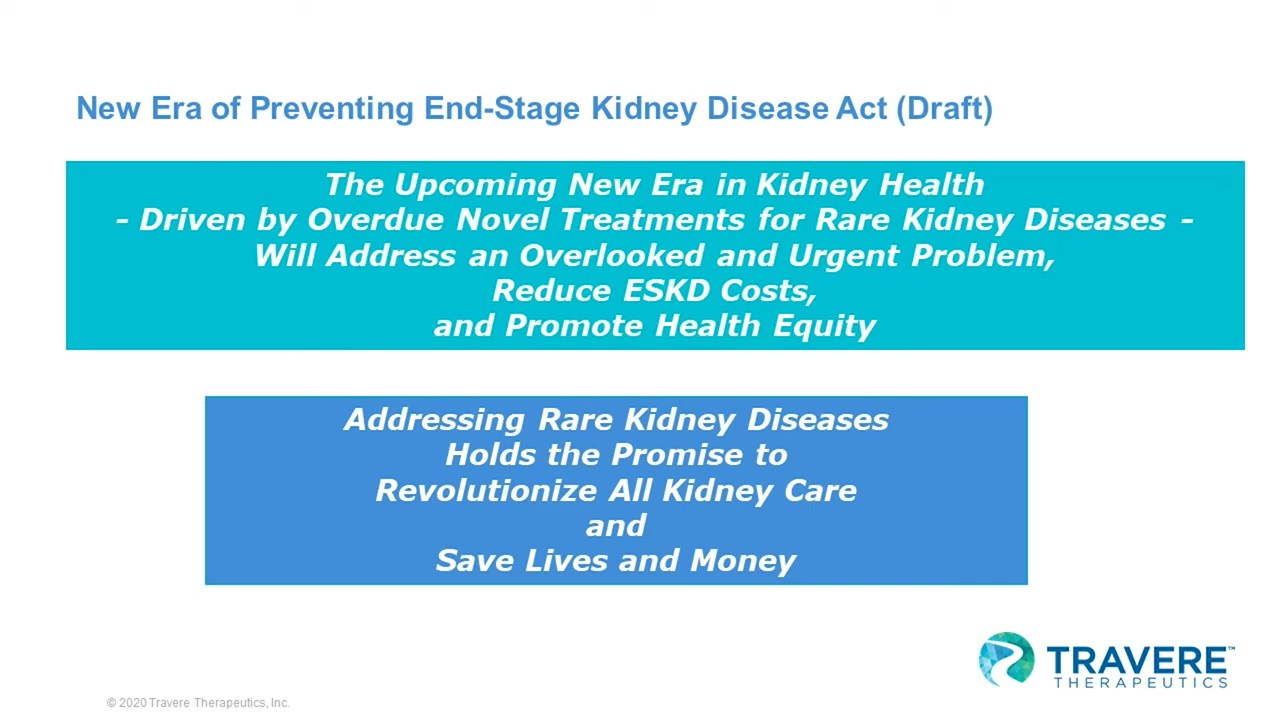 New Era of Preventing End-Stage Kidney Disease Act (Draft)
The Upcoming New Era in Kidney Health
- Driven by Overdue Novel Treatments for Rare Kidney Diseases -
Will Address an Overlooked and Urgent Problem,
Reduce ESKD Costs,
and Promote Health Equity
Addressing Rare Kidney Diseases
Holds the Promise to
Revolutionize All Kidney Care
and
Save Lives and Money
TRAVERE™
THERAPEUTICS
© 2020 Travere Therapeutics, Inc.